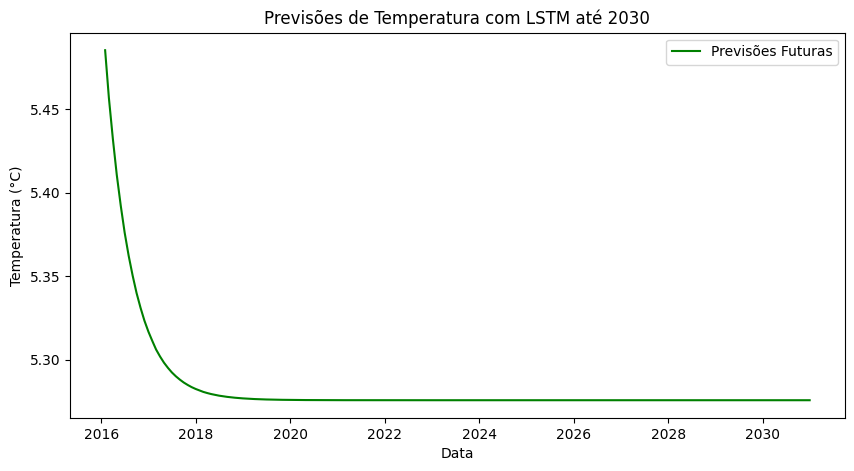 Previsões de Temperatura com LSTM até 2030
Previsões Futuras
Temperatura (°C)
5.45
5.40
5.35
5.30
2016 2018 2020 2022 2024 2026 2028 2030
Data